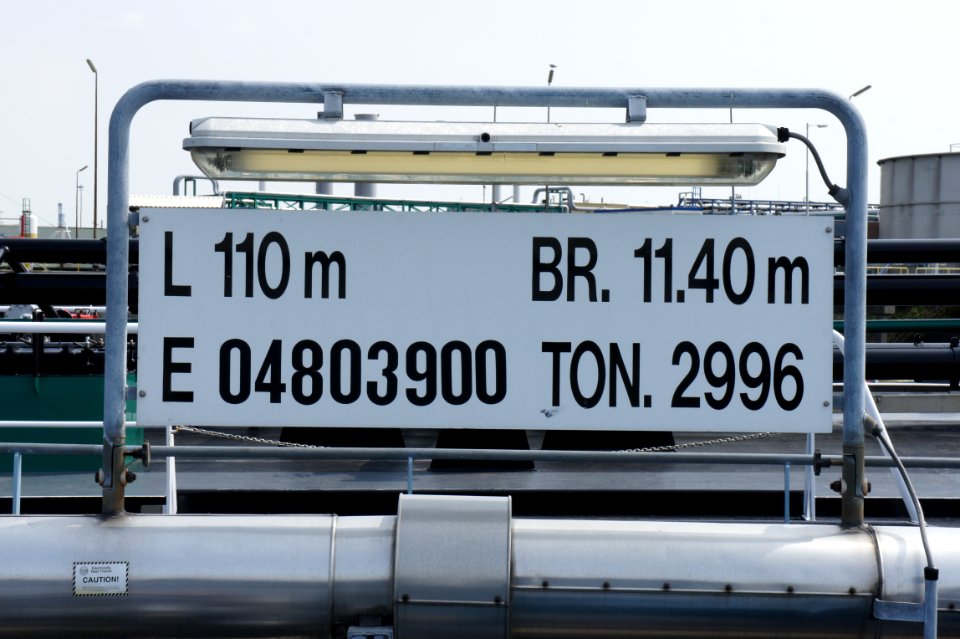 L 110 m BR. 11.40 m
E 04803900 TON. 2996
CAUTION!